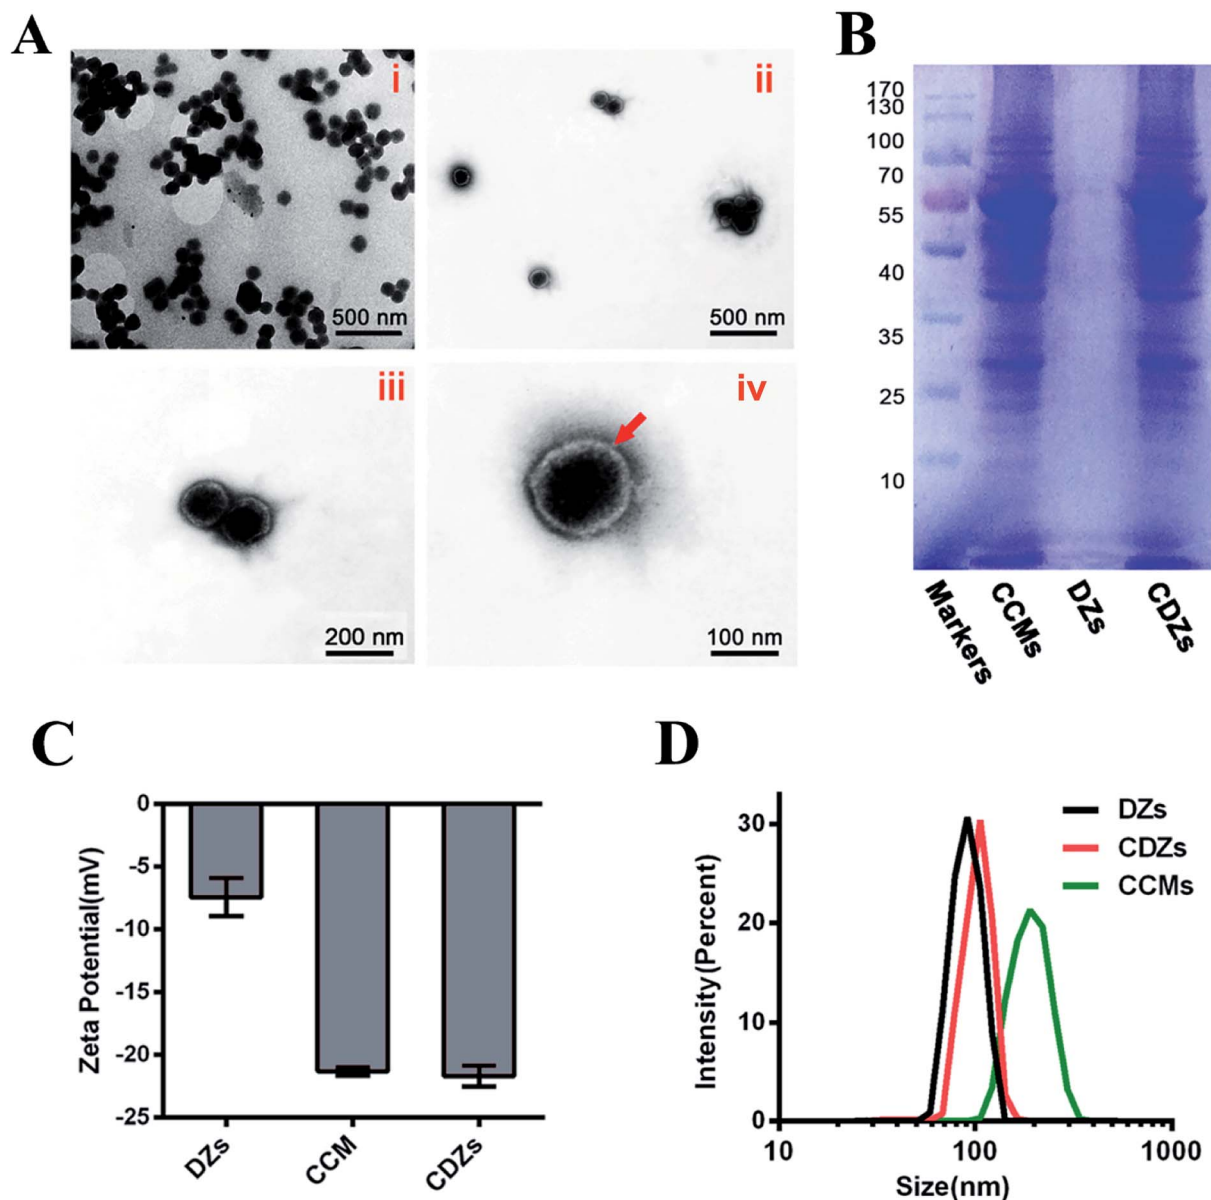 A
i
500 nm
ii
500 nm
iii
200 nm
iv
100 nm
B
170
130
100
70
55
40
35
25
10
Markers
CCMs
DZs
CDZs
C
Zeta Potential(mV)
0
-5
-10
-15
-20
-25
DZs
CCM
CDZs
D
Intensity(Percent)
30
20
10
0
DZs
CDZs
CCMs
10
100
1000
Size(nm)